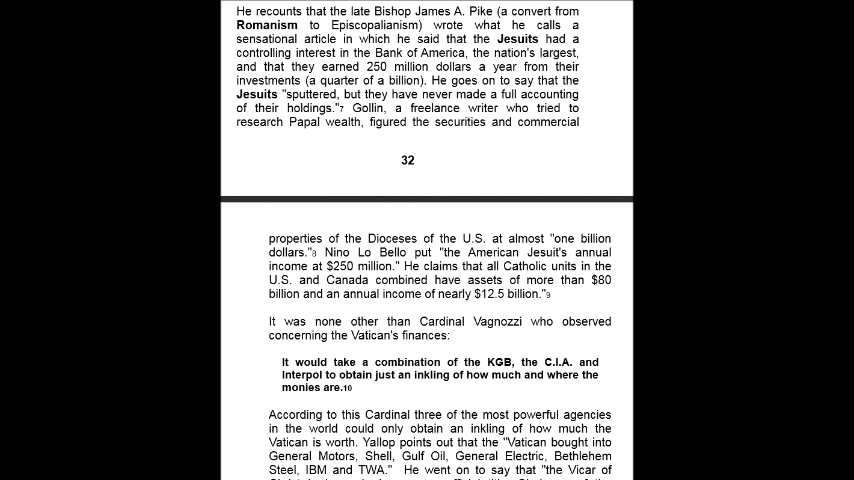 He recounts that the late Bishop James A. Pike (a convert from
Romanism to Episcopalianism) wrote what he calls a
sensational article in which he said that the Jesuits had a
controlling interest in the Bank of America, the nation's largest,
and that they earned 250 million dollars a year from their
investments (a quarter of a billion). He goes on to say that the
Jesuits "sputtered, but they have never made a full accounting
of their holdings."7 Gollin, a freelance writer who tried to
research Papal wealth, figured the securities and commercial
32
properties of the Dioceses of the U.S. at almost "one billion
dollars."8 Nino Lo Bello put "the American Jesuit's annual
income at $250 million." He claims that all Catholic units in the
U.S. and Canada combined have assets of more than $80
billion and an annual income of nearly $12.5 billion."9
It was none other than Cardinal Vagnozzi who observed
concerning the Vatican's finances:
It would take a combination of the KGB, the C.I.A. and
Interpol to obtain just an inkling of how much and where the
monies are.10
According to this Cardinal three of the most powerful agencies
in the world could only obtain an inkling of how much the
Vatican is worth. Yallop points out that the "Vatican bought into
General Motors, Shell, Gulf Oil, General Electric, Bethlehem
Steel, IBM and TWA." He went on to say that "the Vicar of